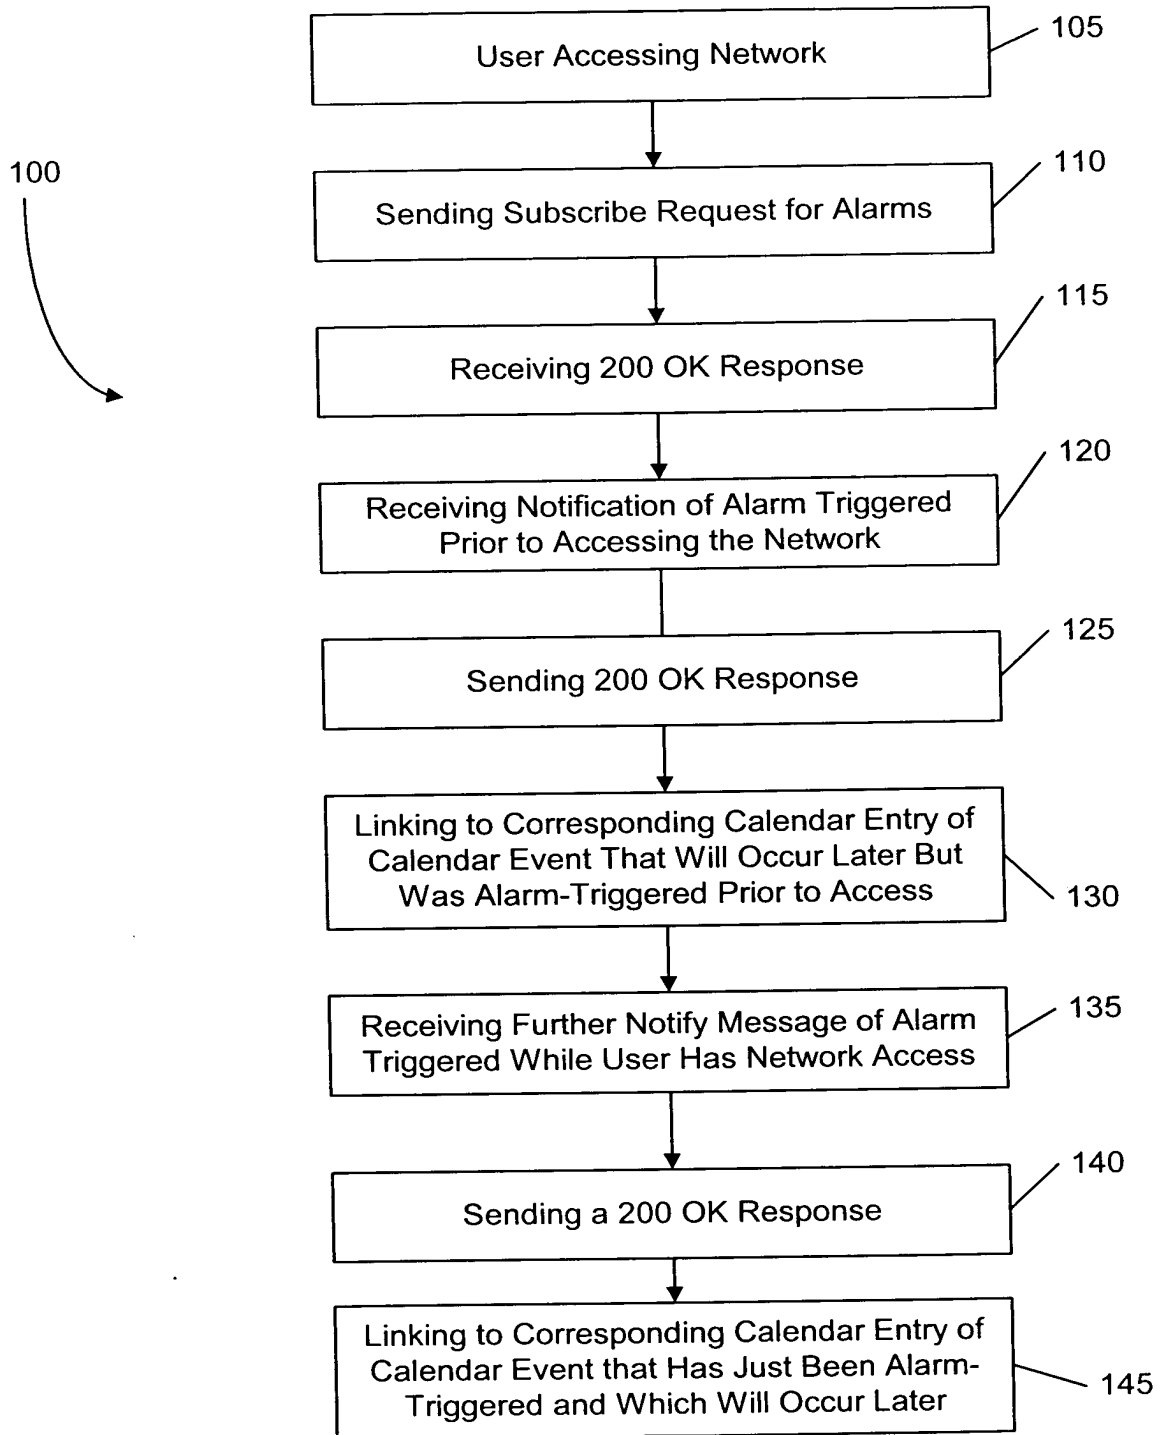 User Accessing Network
105
100
Sending Subscribe Request for Alarms
110
Receiving 200 OK Response
115
Receiving Notification of Alarm Triggered
Prior to Accessing the Network
120
Sending 200 OK Response
125
Linking to Corresponding Calendar Entry of
Calendar Event That Will Occur Later But
Was Alarm-Triggered Prior to Access
130
Receiving Further Notify Message of Alarm
Triggered While User Has Network Access
135
Sending a 200 OK Response
140
Linking to Corresponding Calendar Entry of
Calendar Event that Has Just Been Alarm-
Triggered and Which Will Occur Later
145